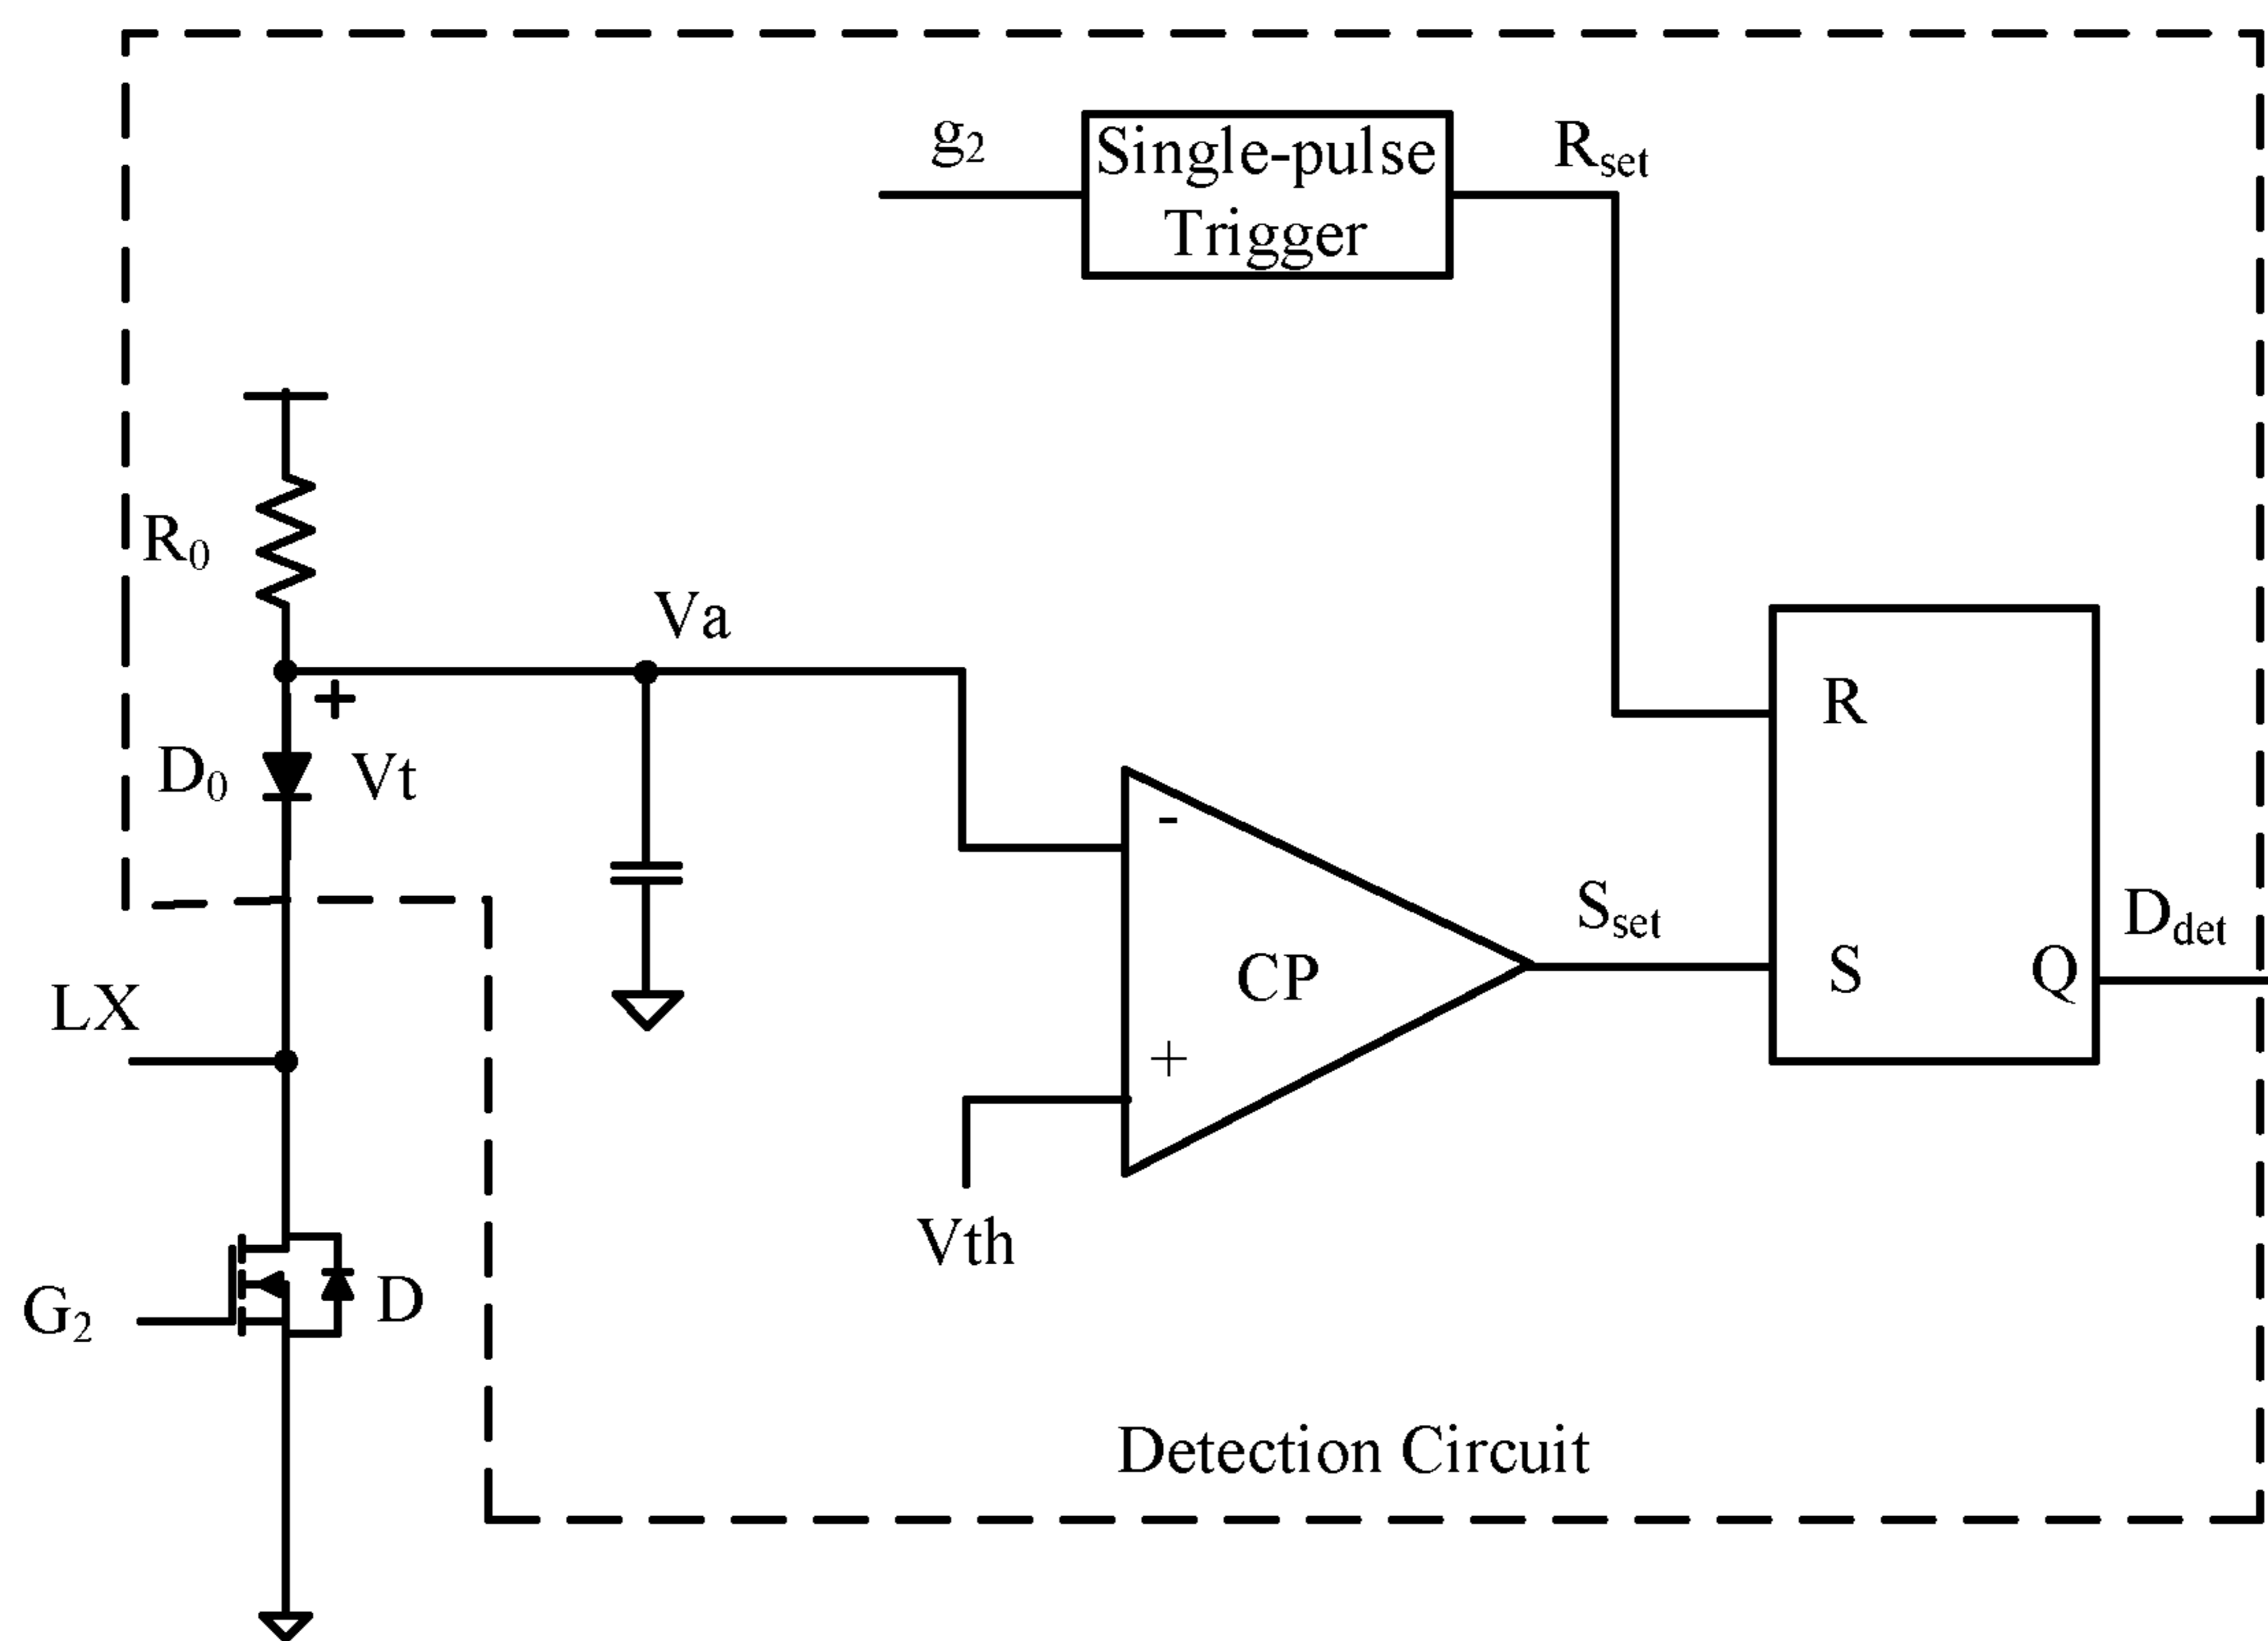 g₂
Single-pulse
Trigger
Rset
R₀
Va
+
D₀
Vt
R
-
CP
+
Sset
S
Q
Ddet
LX
Vth
G₂
D
Detection Circuit